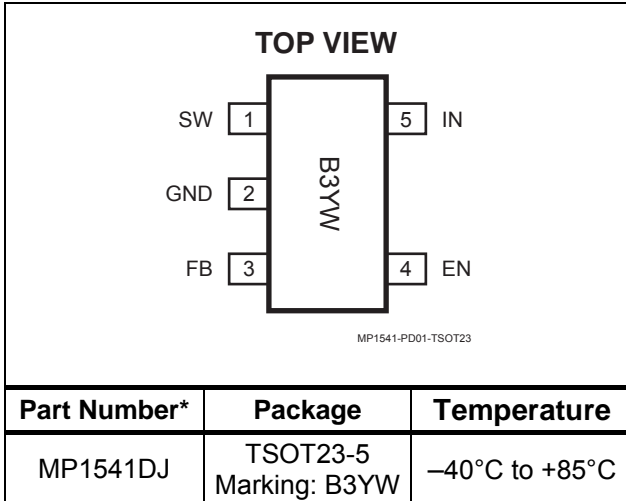 TOP VIEW
SW 1 5 IN
B3YW
GND 2
FB 3 4 EN
MP1541-PD01-TSOT23
Part Number* Package Temperature
MP1541DJ TSOT23-5 –40°C to +85°C
Marking: B3YW